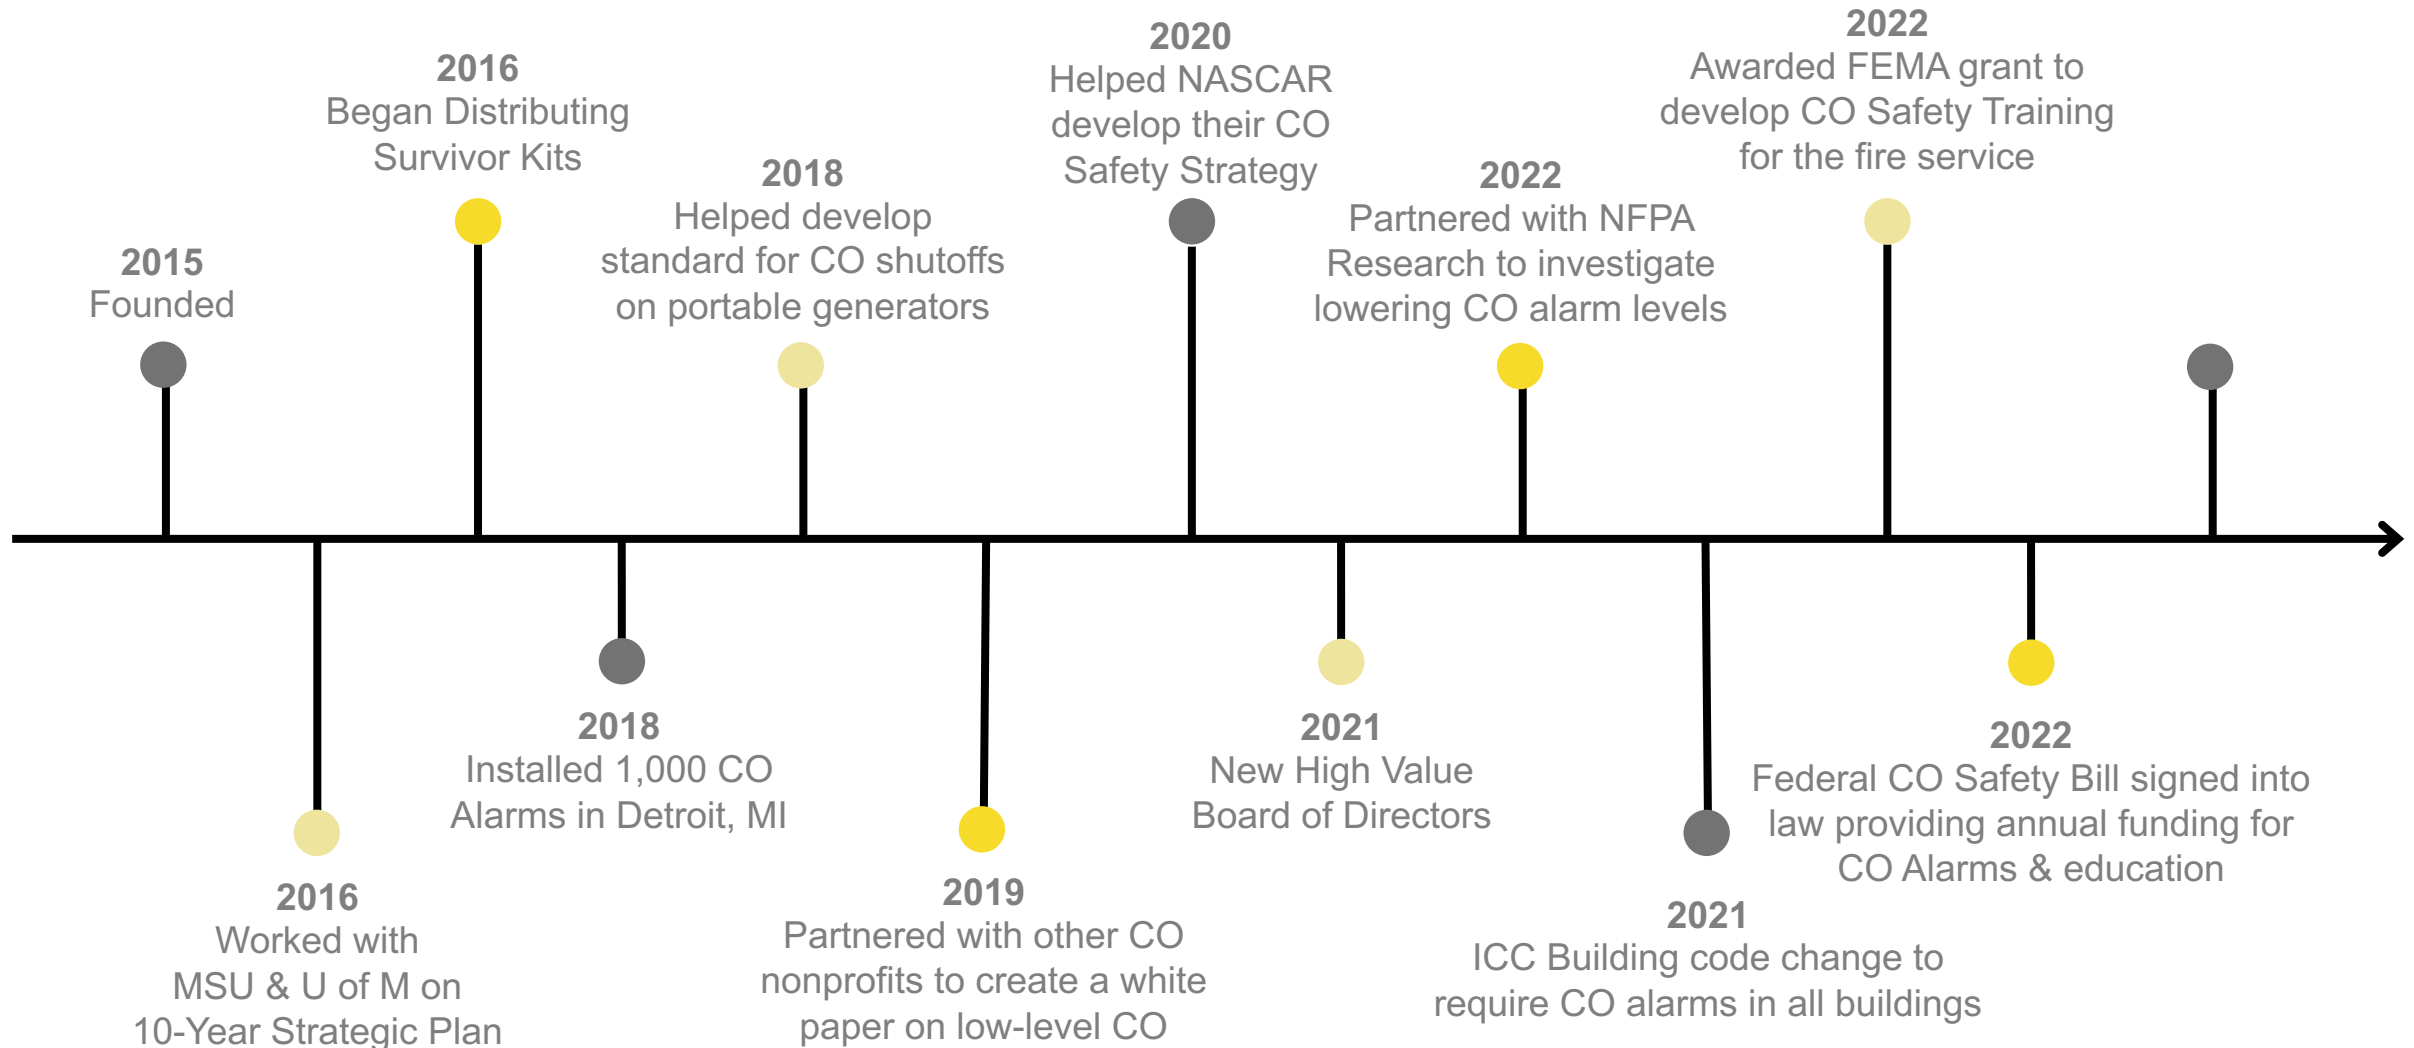 2015
Founded
2016
Worked with
MSU & U of M on
10-Year Strategic Plan
2016
Began Distributing
Survivor Kits
2018
Installed 1,000 CO
Alarms in Detroit, MI
2018
Helped develop
standard for CO shutoffs
on portable generators
2019
Partnered with other CO
nonprofits to create a white
paper on low-level CO
2020
Helped NASCAR
develop their CO
Safety Strategy
2021
New High Value
Board of Directors
2022
Partnered with NFPA
Research to investigate
lowering CO alarm levels
2021
ICC Building code change to
require CO alarms in all buildings
2022
Awarded FEMA grant to
develop CO Safety Training
for the fire service
2022
Federal CO Safety Bill signed into
law providing annual funding for
CO Alarms & education